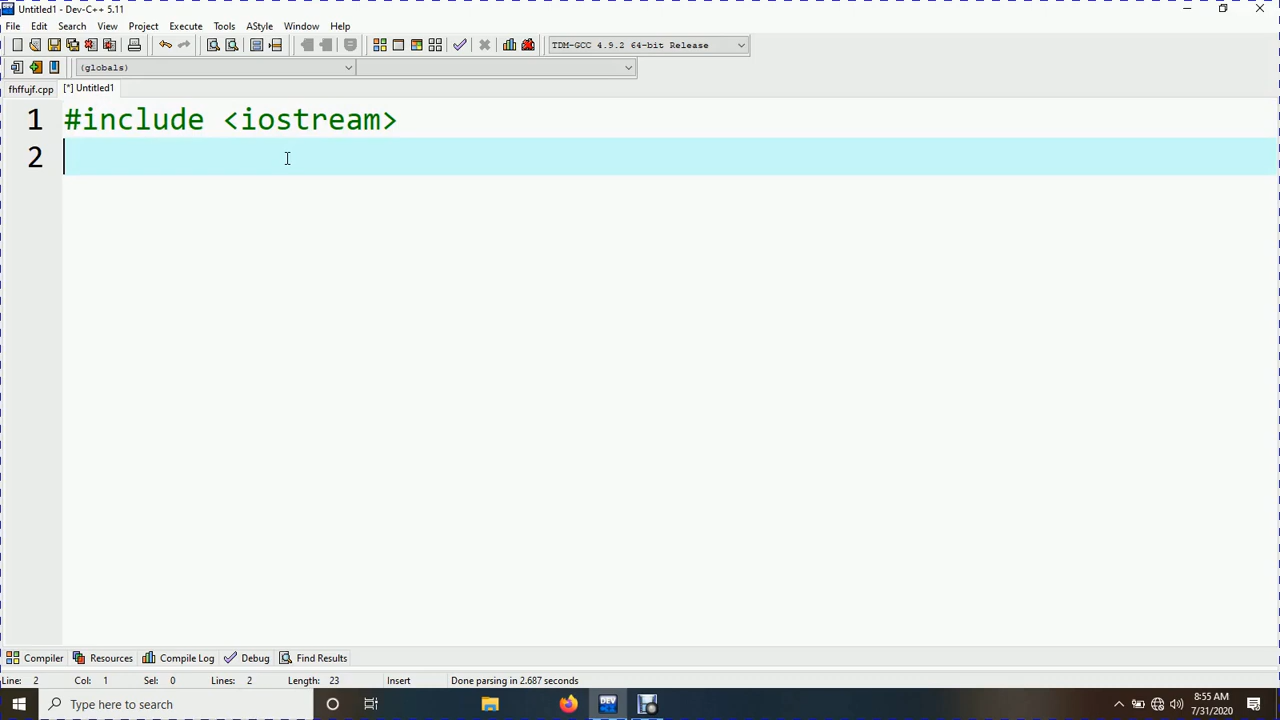 Untitled1 - Dev-C++ 5.11
File Edit Search View Project Execute Tools AStyle Window Help
TDM-GCC 4.9.2 64-bit Release
(globals)
fhffujf.cpp [*] Untitled1
1 #include <iostream>
2
Compiler Resources Compile Log Debug Find Results
Line: 2 Col: 1 Sel: 0 Lines: 2 Length: 23 Insert Done parsing in 2.687 seconds
Type here to search
DEV
8:55 AM
7/31/2020